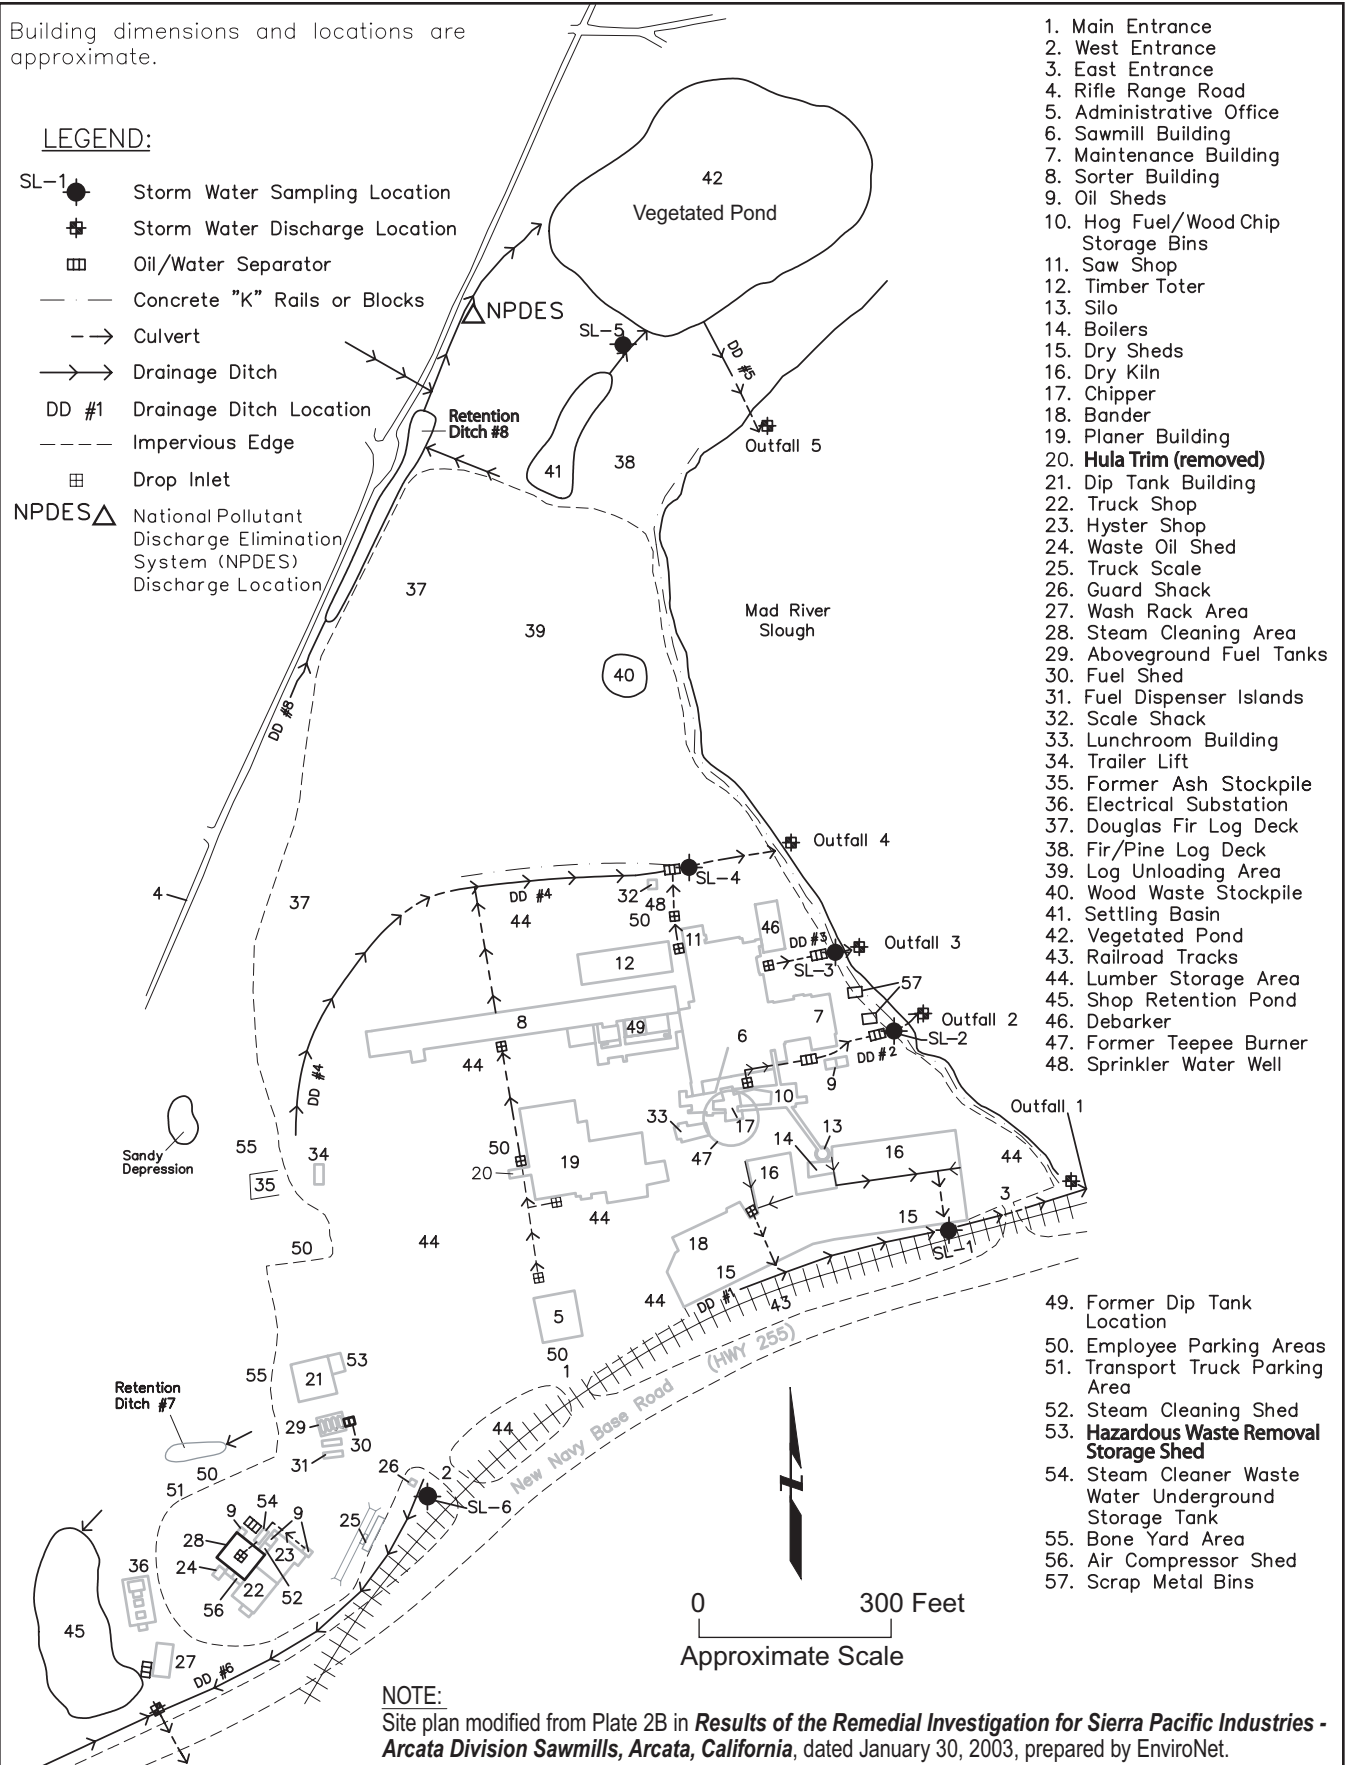 Building dimensions and locations are
approximate.
LEGEND:
SL-1
Storm Water Sampling Location
Storm Water Discharge Location
Oil/Water Separator
Concrete "K" Rails or Blocks
Culvert
Drainage Ditch
DD #1 Drainage Ditch Location
Impervious Edge
Drop Inlet
NPDES National Pollutant
Discharge Elimination
System (NPDES)
Discharge Location
1. Main Entrance
2. West Entrance
3. East Entrance
4. Rifle Range Road
5. Administrative Office
6. Sawmill Building
7. Maintenance Building
8. Sorter Building
9. Oil Sheds
10. Hog Fuel/Wood Chip
Storage Bins
11. Saw Shop
12. Timber Toter
13. Silo
14. Boilers
15. Dry Sheds
16. Dry Kiln
17. Chipper
18. Bander
19. Planer Building
20. Hula Trim (removed)
21. Dip Tank Building
22. Truck Shop
23. Hyster Shop
24. Waste Oil Shed
25. Truck Scale
26. Guard Shack
27. Wash Rack Area
28. Steam Cleaning Area
29. Aboveground Fuel Tanks
30. Fuel Shed
31. Fuel Dispenser Islands
32. Scale Shack
33. Lunchroom Building
34. Trailer Lift
35. Former Ash Stockpile
36. Electrical Substation
37. Douglas Fir Log Deck
38. Fir/Pine Log Deck
39. Log Unloading Area
40. Wood Waste Stockpile
41. Settling Basin
42. Vegetated Pond
43. Railroad Tracks
44. Lumber Storage Area
45. Shop Retention Pond
46. Debarker
47. Former Teepee Burner
48. Sprinkler Water Well
49. Former Dip Tank
Location
50. Employee Parking Areas
51. Transport Truck Parking
Area
52. Steam Cleaning Shed
53. Hazardous Waste Removal
Storage Shed
54. Steam Cleaner Waste
Water Underground
Storage Tank
55. Bone Yard Area
56. Air Compressor Shed
57. Scrap Metal Bins
42
Vegetated Pond
NPDES
SL-5
DD #5
Retention
Ditch #8
Outfall 5
41
38
37
39
Mad River
Slough
40
DD #8
4
37
Outfall 4
SL-4
DD #4
32
48
44
50
11
46
DD #3
Outfall 3
SL-3
12
57
8
49
7
Outfall 2
SL-2
6
DD #2
44
9
DD #4
10
Outfall 1
33
17
13
Sandy
Depression
55
34
50
19
47
14
16
16
44
20
35
3
44
15
50
44
18
SL-1
15
DD #1
43
44
5
50
(HWY 255)
1
53
55
21
New Navy Base Road
Retention
Ditch #7
29
30
44
31
50
26
2
51
SL-6
54
9
9
25
28
23
36
24
22
52
56
45
27
DD #6
0 300 Feet
Approximate Scale
NOTE:
Site plan modified from Plate 2B in Results of the Remedial Investigation for Sierra Pacific Industries -
Arcata Division Sawmills, Arcata, California, dated January 30, 2003, prepared by EnviroNet.